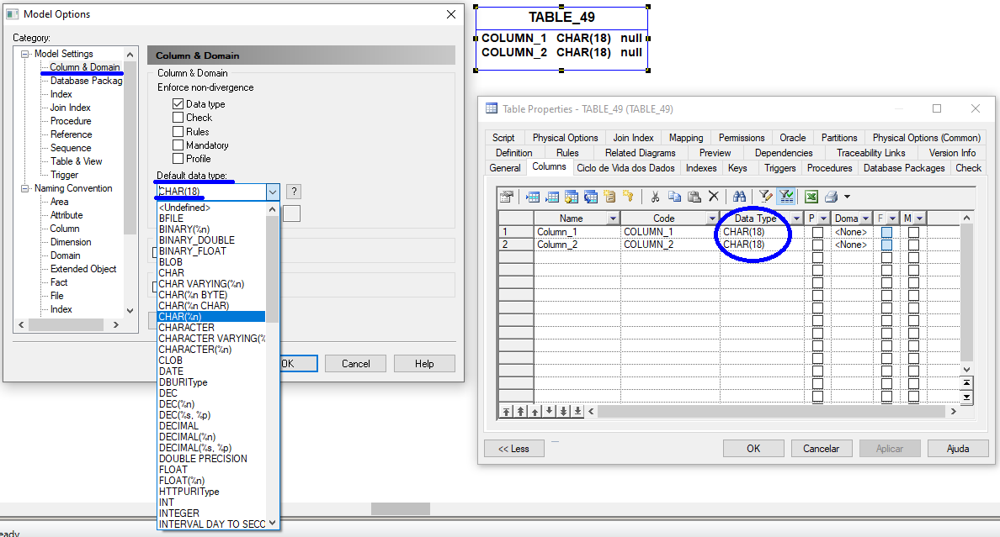 Model Options
Category:
Model Settings
Column & Domain
Database Packag
Index
Join Index
Procedure
Reference
Sequence
Table & View
Trigger
Naming Convention
Area
Attribute
Column
Dimension
Domain
Extended Object
Fact
File
Index
Column & Domain
Column & Domain
Enforce non-divergence
Data type
Check
Rules
Mandatory
Profile
Default data type:
CHAR(18)
?
<Undefined>
BFILE
BINARY(%n)
BINARY_DOUBLE
BINARY_FLOAT
BLOB
CHAR
CHAR VARYING(%n)
CHAR(%n BYTE)
CHAR(%n CHAR)
CHAR(%n)
CHARACTER
CHARACTER VARYING(%
CHARACTER(%n)
CLOB
DATE
DBURIType
DEC
DEC(%n)
DEC(%s, %p)
DECIMAL
DECIMAL(%n)
DECIMAL(%s, %p)
DOUBLE PRECISION
FLOAT
FLOAT(%n)
HTTPURIType
INT
INTEGER
INTERVAL DAY TO SECO
OK Cancel Help
TABLE_49
COLUMN_1 CHAR(18) null
COLUMN_2 CHAR(18) null
Table Properties - TABLE_49 (TABLE_49)
Script Physical Options Join Index Mapping Permissions Oracle Partitions Physical Options (Common)
Definition Rules Related Diagrams Preview Dependencies Traceability Links Version Info
General Columns Ciclo de Vida dos Dados Indexes Keys Triggers Procedures Database Packages Check
Name Code Data Type P Doma F M
1 Column_1 COLUMN_1 CHAR(18) <None>
2 Column_2 COLUMN_2 CHAR(18) <None>
<< Less OK Cancelar Aplicar Ajuda
eady